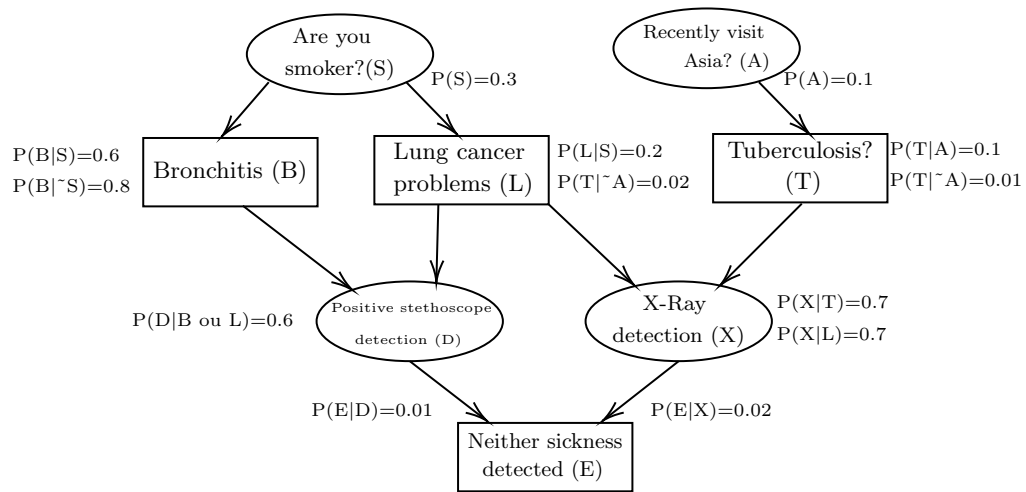 Are you
smoker?(S)
Recently visit
Asia? (A)
P(S)=0.3
P(A)=0.1
P(B|S)=0.6
P(B|˜S)=0.8
Bronchitis (B)
Lung cancer
problems (L)
P(L|S)=0.2
P(T|˜A)=0.02
Tuberculosis?
(T)
P(T|A)=0.1
P(T|˜A)=0.01
P(D|B ou L)=0.6
Positive stethoscope
detection (D)
X-Ray
detection (X)
P(X|T)=0.7
P(X|L)=0.7
P(E|D)=0.01
P(E|X)=0.02
Neither sickness
detected (E)